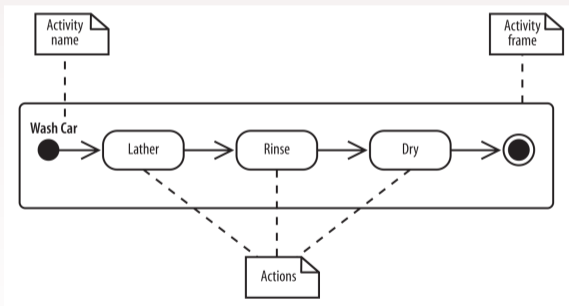 Activity
name
Activity
frame
Wash Car
Lather
Rinse
Dry
Actions